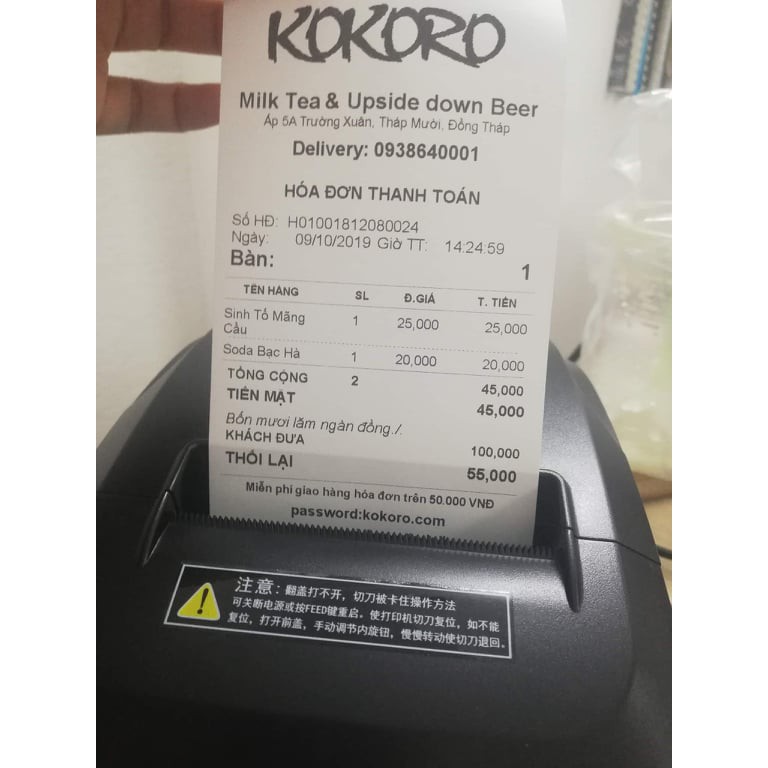 KOKORO
Milk Tea & Upside down Beer
Áp 5A Trường Xuân, Tháp Mười, Đồng Tháp
Delivery: 0938640001
HÓA ĐƠN THANH TOÁN
Số HĐ: H01001812080024
Ngày: 09/10/2019 Giờ TT: 14:24:59
Bàn: 1
TÊN HÀNG SL Đ.GIÁ T. TIỀN
Sinh Tố Mãng Cầu 1 25,000 25,000
Soda Bạc Hà 1 20,000 20,000
TỔNG CỘNG 2 45,000
TIỀN MẶT 45,000
Bốn mươi lăm ngàn đồng./.
KHÁCH ĐƯA 100,000
THỐI LẠI 55,000
Miễn phí giao hàng hóa đơn trên 50.000 VNĐ
password:kokoro.com
注意：翻盖打不开，切刀被卡住操作方法
可关断电源或按FEED键重启。使打印机切刀复位，如不能
复位，打开前盖，手动调节内旋钮，慢慢转动使切刀退回。